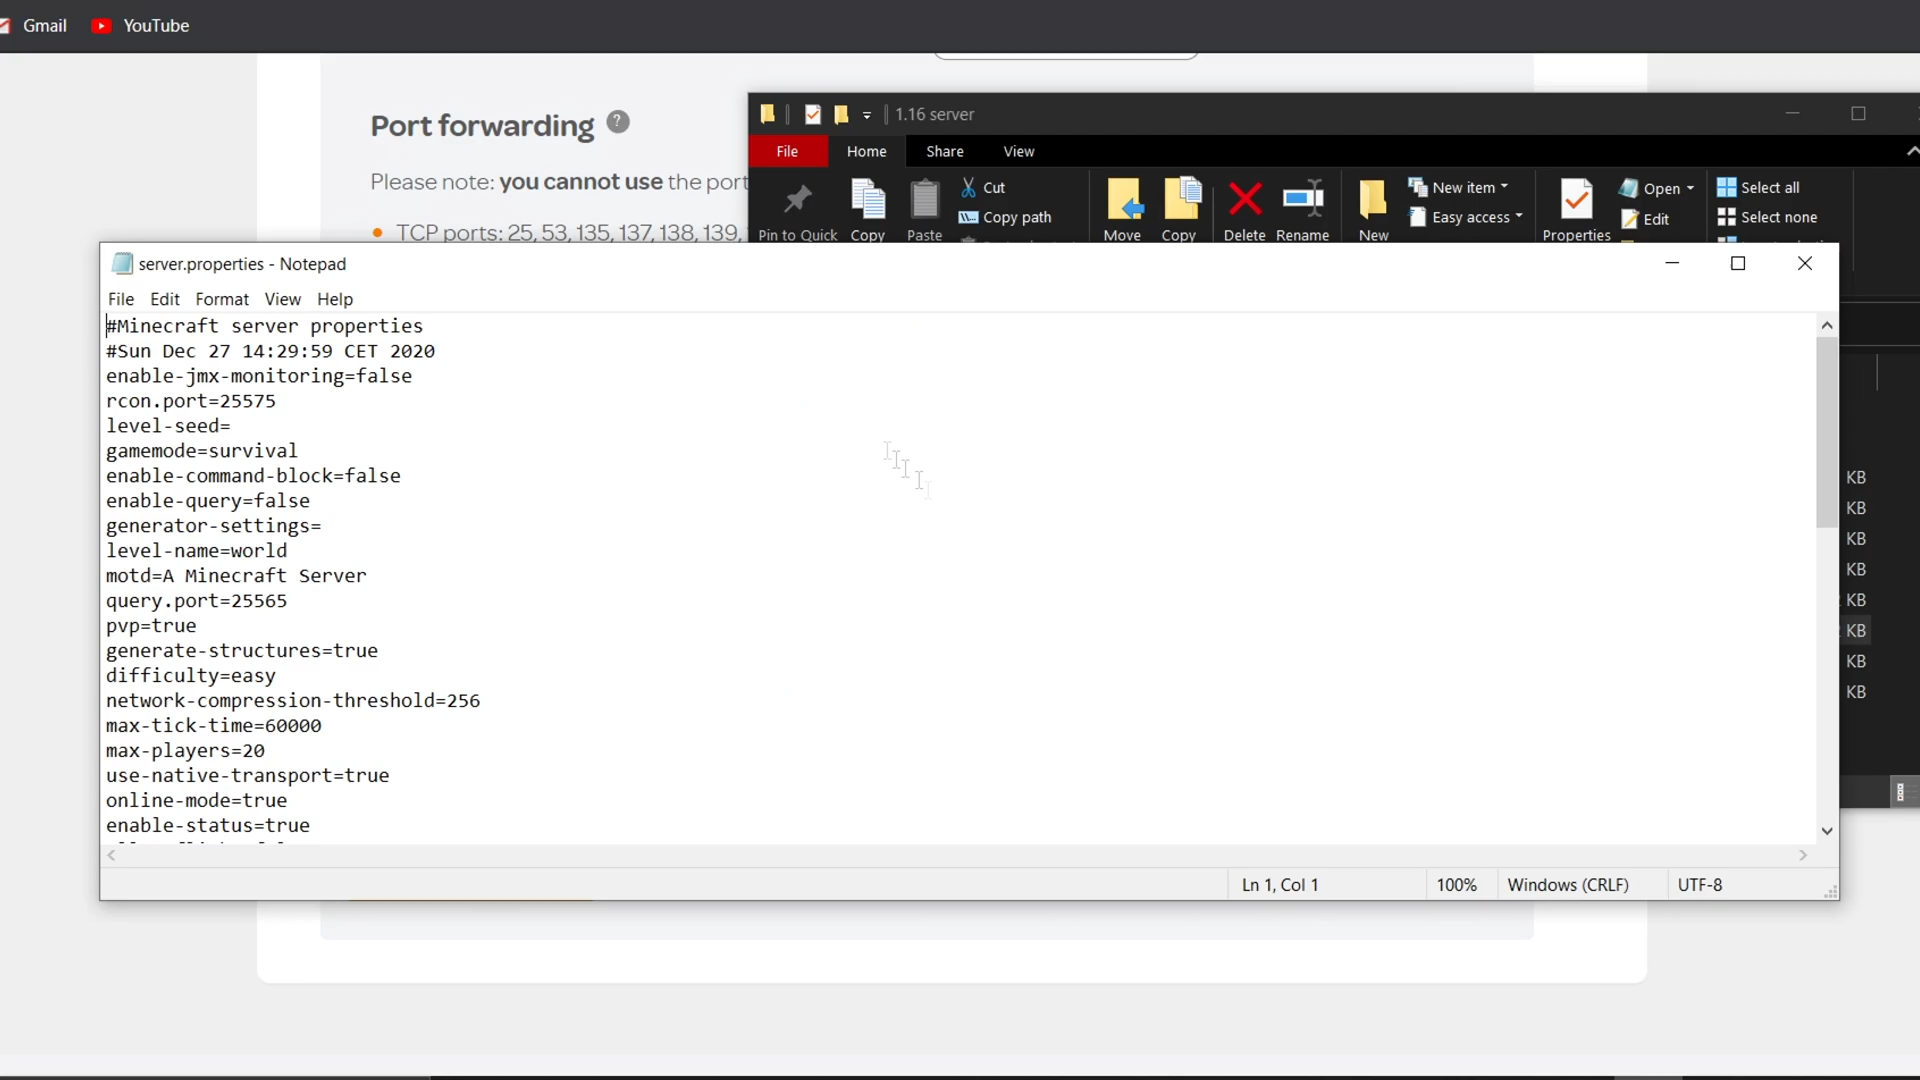 Gmail YouTube
Port forwarding ?
Please note: you cannot use the port
TCP ports: 25, 53, 135, 137, 138, 139,
1.16 server
File Home Share View
Pin to Quick Copy Paste Cut Copy path Move Copy Delete Rename New New item Easy access Properties Open Edit Select all Select none
server.properties - Notepad
File Edit Format View Help
#Minecraft server properties
#Sun Dec 27 14:29:59 CET 2020
enable-jmx-monitoring=false
rcon.port=25575
level-seed=
gamemode=survival
enable-command-block=false
enable-query=false
generator-settings=
level-name=world
motd=A Minecraft Server
query.port=25565
pvp=true
generate-structures=true
difficulty=easy
network-compression-threshold=256
max-tick-time=60000
max-players=20
use-native-transport=true
online-mode=true
enable-status=true
KB
KB
KB
KB
KB
KB
KB
KB
Ln 1, Col 1 100% Windows (CRLF) UTF-8